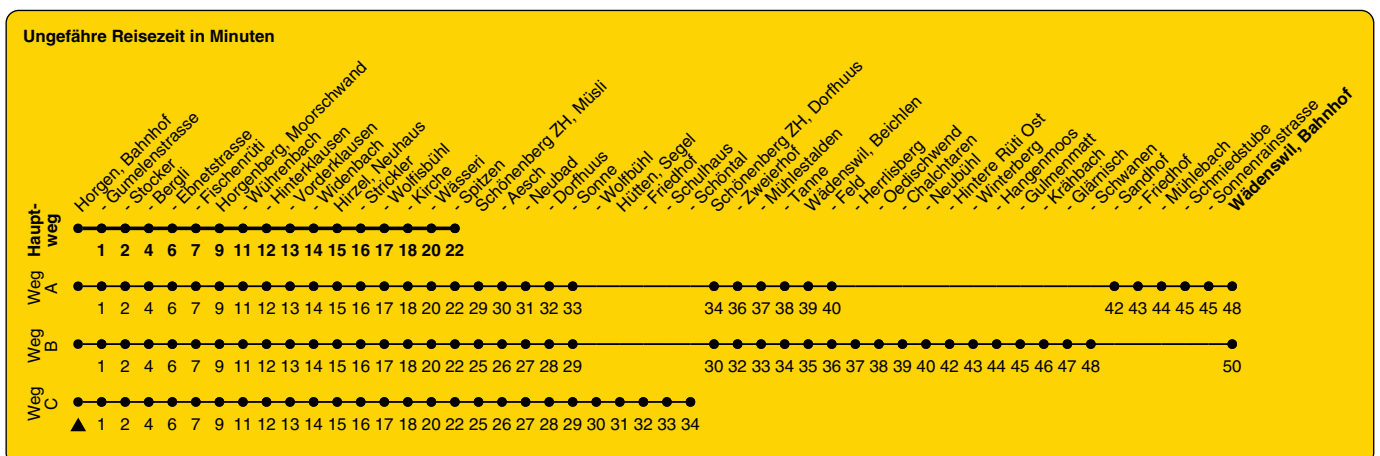 Ungefähre Reisezeit in Minuten
Horgen, Bahnhof
- Gumelenstrasse
- Stocker
- Bergli
- Ebnetstrasse
- Fischenrüti
Horgenberg, Moorschwand
- Wührenbach
- Hinterklausen
- Vorderklausen
- Widenbach
Hirzel, Neuhaus
- Strickler
- Wolfisbühl
- Kirche
- Wässeri
- Spitzen
Schönenberg ZH, Müsli
- Aesch
- Neubad
- Dorfhuus
- Sonne
- Wolfbühl
Hütten, Segel
- Friedhof
- Schulhaus
- Schöntal
Schönenberg ZH, Dorfhuus
- Zweierhof
- Mühlestalden
- Tanne
Wädenswil, Beichlen
- Feld
- Herrlisberg
- Oedischwend
- Chalchtaren
- Neubühl
- Hintere Rüti Ost
- Winterberg
- Hangenmoos
- Gulmenmatt
- Krähbach
- Glärnisch
- Schwanen
- Sandhof
- Friedhof
- Mühlebach
- Schmiedstube
- Sonnenrainstrasse
Wädenswil, Bahnhof
Haupt-
weg
1 2 4 6 7 9 11 12 13 14 15 16 17 18 20 22
Weg
A
1 2 4 6 7 9 11 12 13 14 15 16 17 18 20 22 29 30 31 32 33 34 36 37 38 39 40 42 43 44 45 45 48
Weg
B
1 2 4 6 7 9 11 12 13 14 15 16 17 18 20 22 25 26 27 28 29 30 32 33 34 35 36 37 38 39 40 42 43 44 45 46 47 48 50
Weg
C
1 2 4 6 7 9 11 12 13 14 15 16 17 18 20 22 25 26 27 28 29 30 31 32 33 34